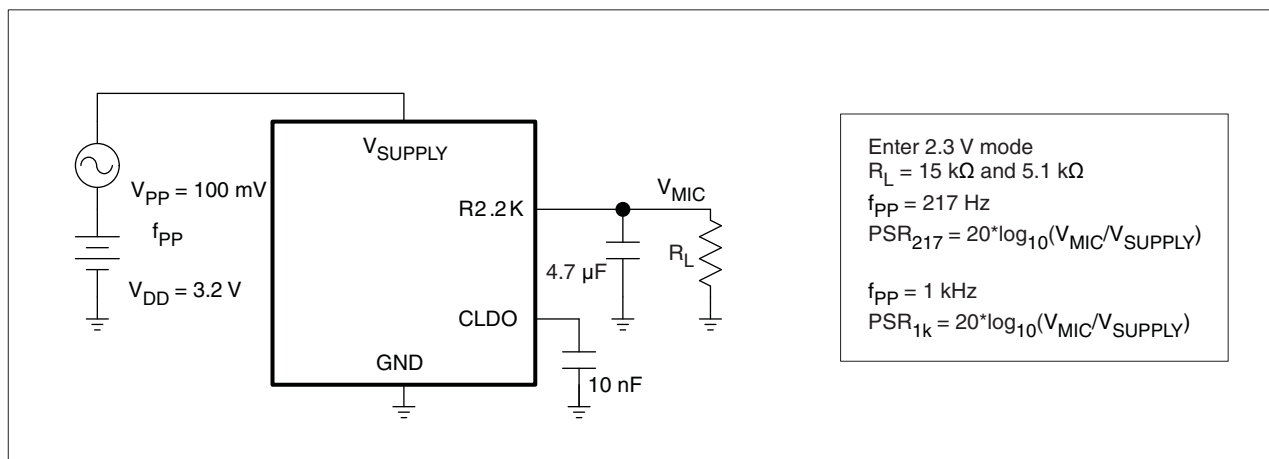 V_SUPPLY
V_PP = 100 mV
f_PP
V_DD = 3.2 V
R2.2K
V_MIC
R_L
4.7 µF
CLDO
GND
10 nF
Enter 2.3 V mode
R_L = 15 kΩ and 5.1 kΩ
f_PP = 217 Hz
PSR_217 = 20*log_10(V_MIC/V_SUPPLY)
f_PP = 1 kHz
PSR_1k = 20*log_10(V_MIC/V_SUPPLY)